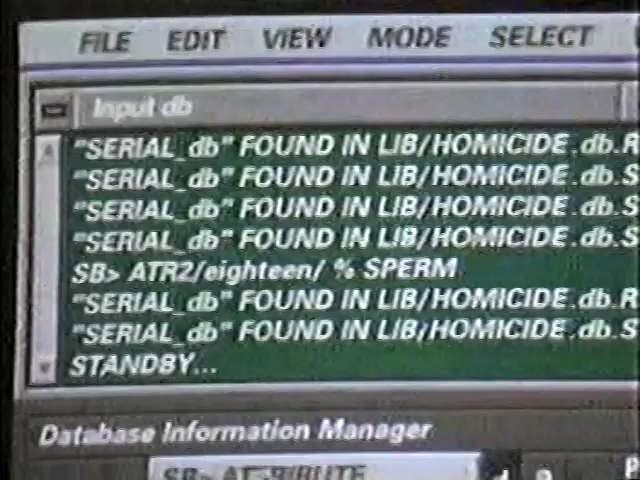 FILE EDIT VIEW MODE SELECT
Input db
"SERIAL_db" FOUND IN LIB/HOMICIDE.db.R
"SERIAL_db" FOUND IN LIB/HOMICIDE.db.S
"SERIAL_db" FOUND IN LIB/HOMICIDE.db.S
"SERIAL_db" FOUND IN LIB/HOMICIDE.db.S
SB> ATR2/eighteen/ % SPERM
"SERIAL_db" FOUND IN LIB/HOMICIDE.db.R
"SERIAL_db" FOUND IN LIB/HOMICIDE.db.S
STANDBY...
Database Information Manager
SB>